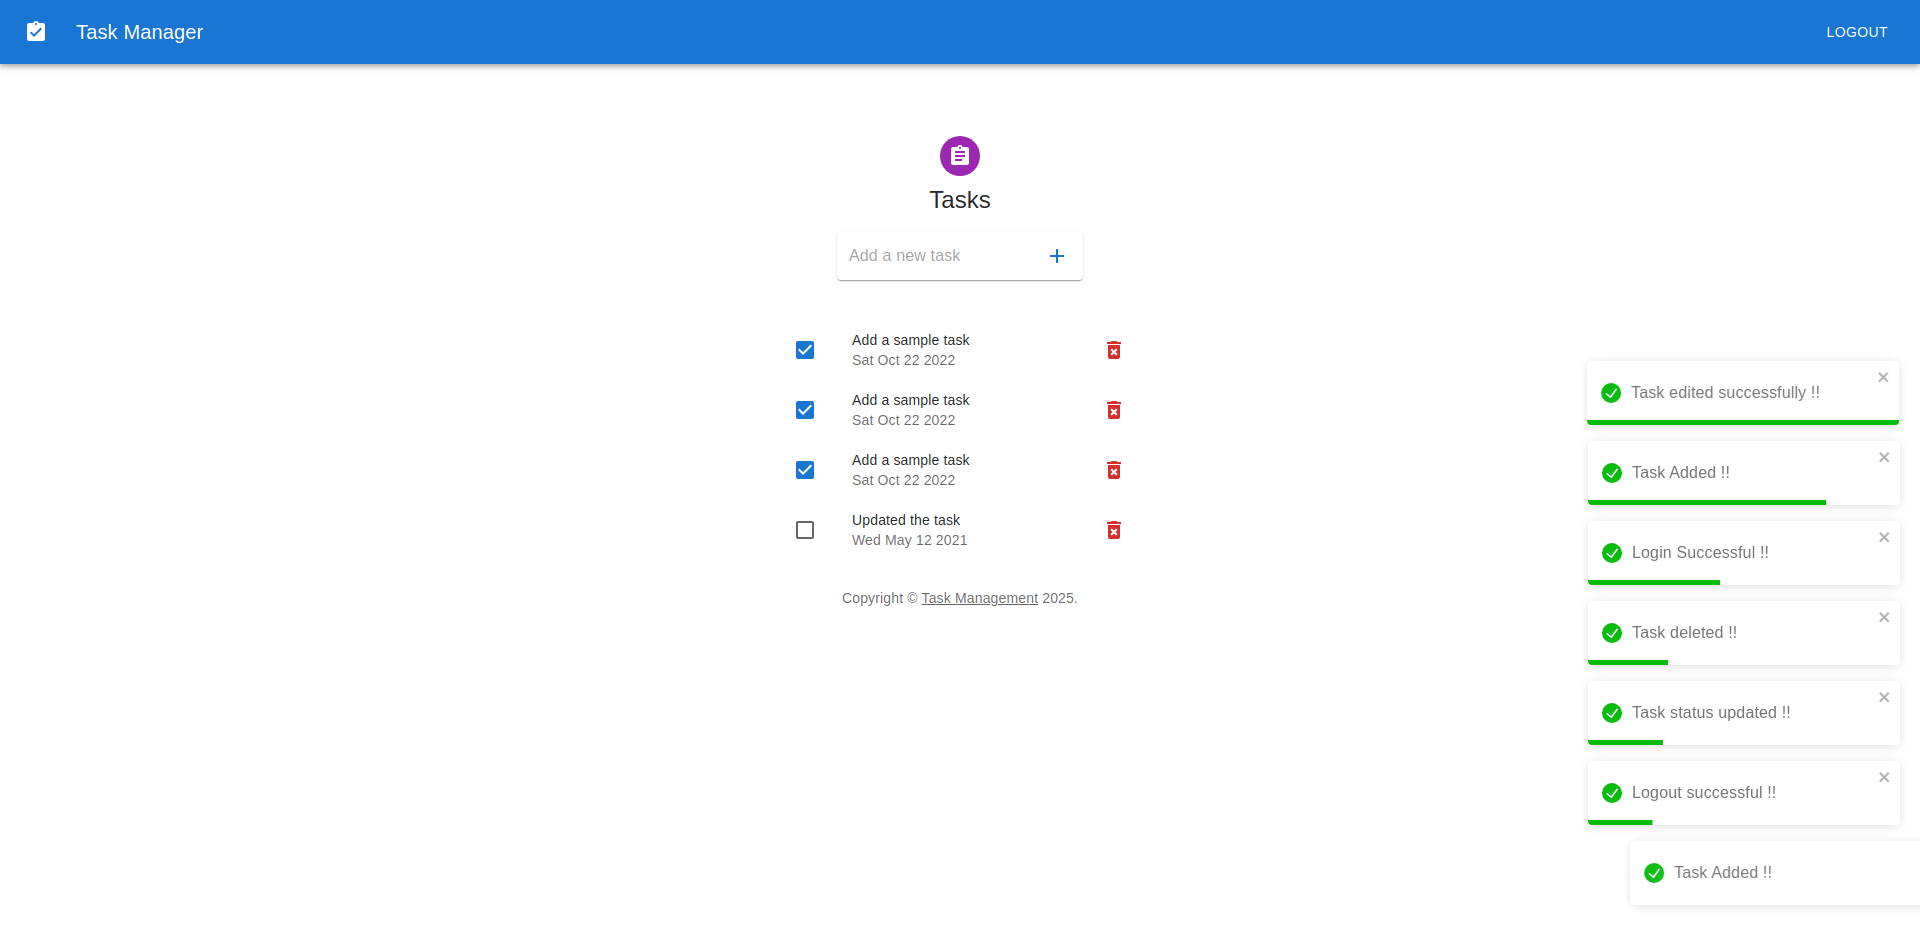 Task Manager
LOGOUT
Tasks
Add a new task
Add a sample task
Sat Oct 22 2022
Add a sample task
Sat Oct 22 2022
Add a sample task
Sat Oct 22 2022
Updated the task
Wed May 12 2021
Copyright © Task Management 2025.
Task edited successfully !!
Task Added !!
Login Successful !!
Task deleted !!
Task status updated !!
Logout successful !!
Task Added !!